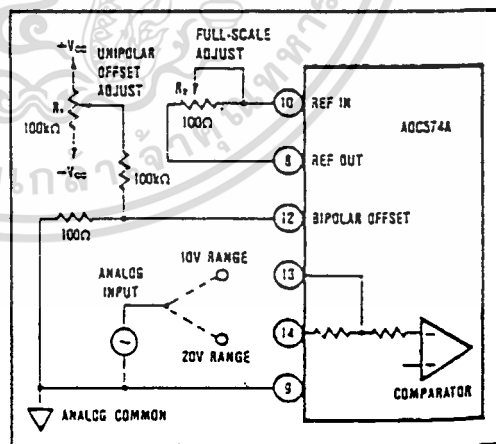 +Vcc
UNIPOLAR
OFFSET
ADJUST
R₁
100kΩ
-Vcc
100kΩ
100Ω
FULL-SCALE
ADJUST
R₂
100Ω
10 REF IN
ADC574A
8 REF OUT
12 BIPOLAR OFFSET
ANALOG
INPUT
10V RANGE
20V RANGE
13
14
9
COMPARATOR
ANALOG COMMON